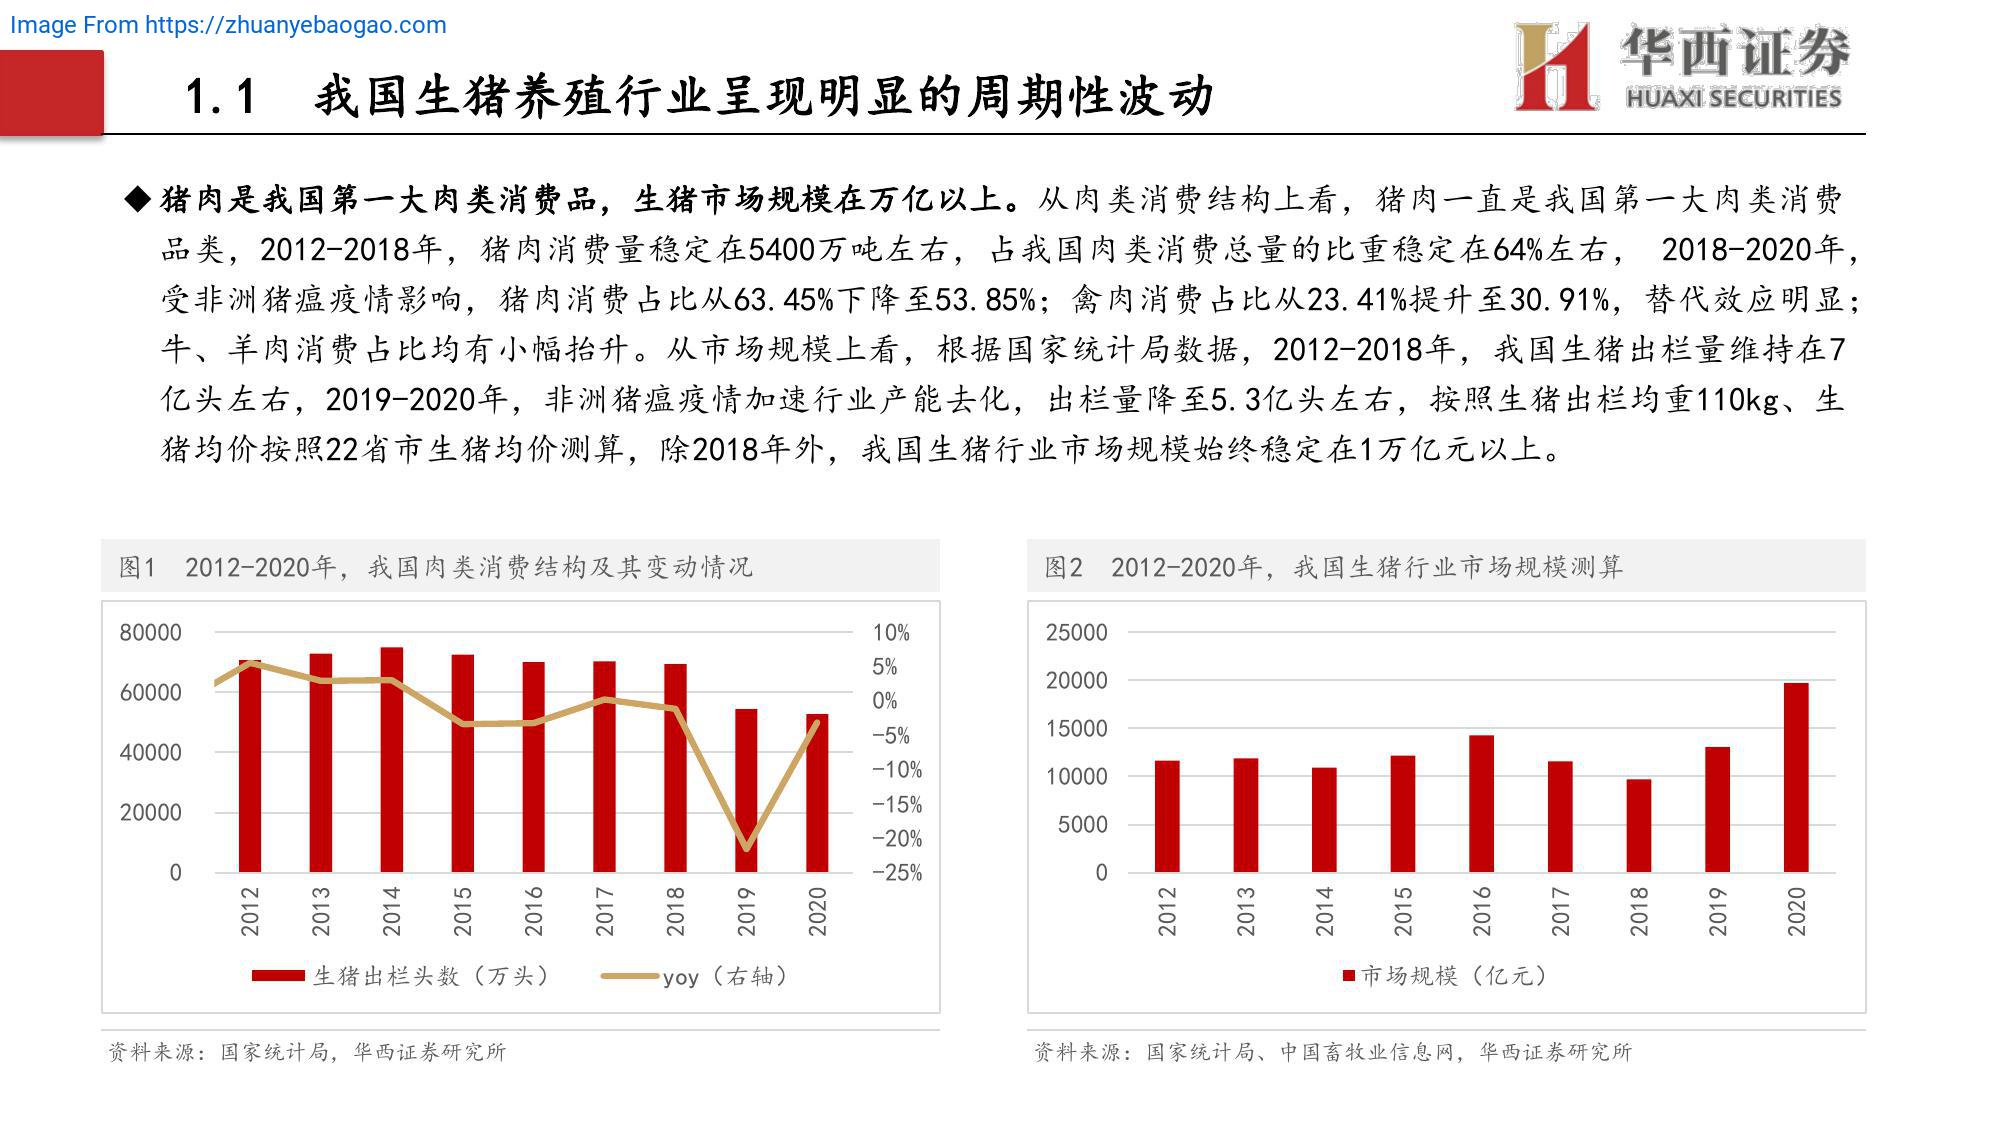 Image From https://zhuanyebaogao.com
华西证券
HUAXI SECURITIES
1.1 我国生猪养殖行业呈现明显的周期性波动
◆猪肉是我国第一大肉类消费品，生猪市场规模在万亿以上。从肉类消费结构上看，猪肉一直是我国第一大肉类消费
品类，2012-2018年，猪肉消费量稳定在5400万吨左右，占我国肉类消费总量的比重稳定在64%左右， 2018-2020年，
受非洲猪瘟疫情影响，猪肉消费占比从63.45%下降至53.85%；禽肉消费占比从23.41%提升至30.91%，替代效应明显；
牛、羊肉消费占比均有小幅抬升。从市场规模上看，根据国家统计局数据，2012-2018年，我国生猪出栏量维持在7
亿头左右，2019-2020年，非洲猪瘟疫情加速行业产能去化，出栏量降至5.3亿头左右，按照生猪出栏均重110kg、生
猪均价按照22省市生猪均价测算，除2018年外，我国生猪行业市场规模始终稳定在1万亿元以上。
图1 2012-2020年，我国肉类消费结构及其变动情况
80000
60000
40000
20000
0
10%
5%
0%
-5%
-10%
-15%
-20%
-25%
2012
2013
2014
2015
2016
2017
2018
2019
2020
生猪出栏头数（万头）
yoy（右轴）
资料来源：国家统计局，华西证券研究所
图2 2012-2020年，我国生猪行业市场规模测算
25000
20000
15000
10000
5000
0
2012
2013
2014
2015
2016
2017
2018
2019
2020
市场规模（亿元）
资料来源：国家统计局、中国畜牧业信息网，华西证券研究所